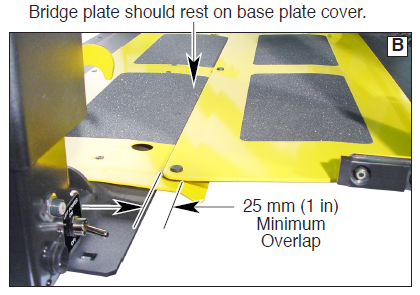 Bridge plate should rest on base plate cover.
B
25 mm (1 in)
Minimum
Overlap